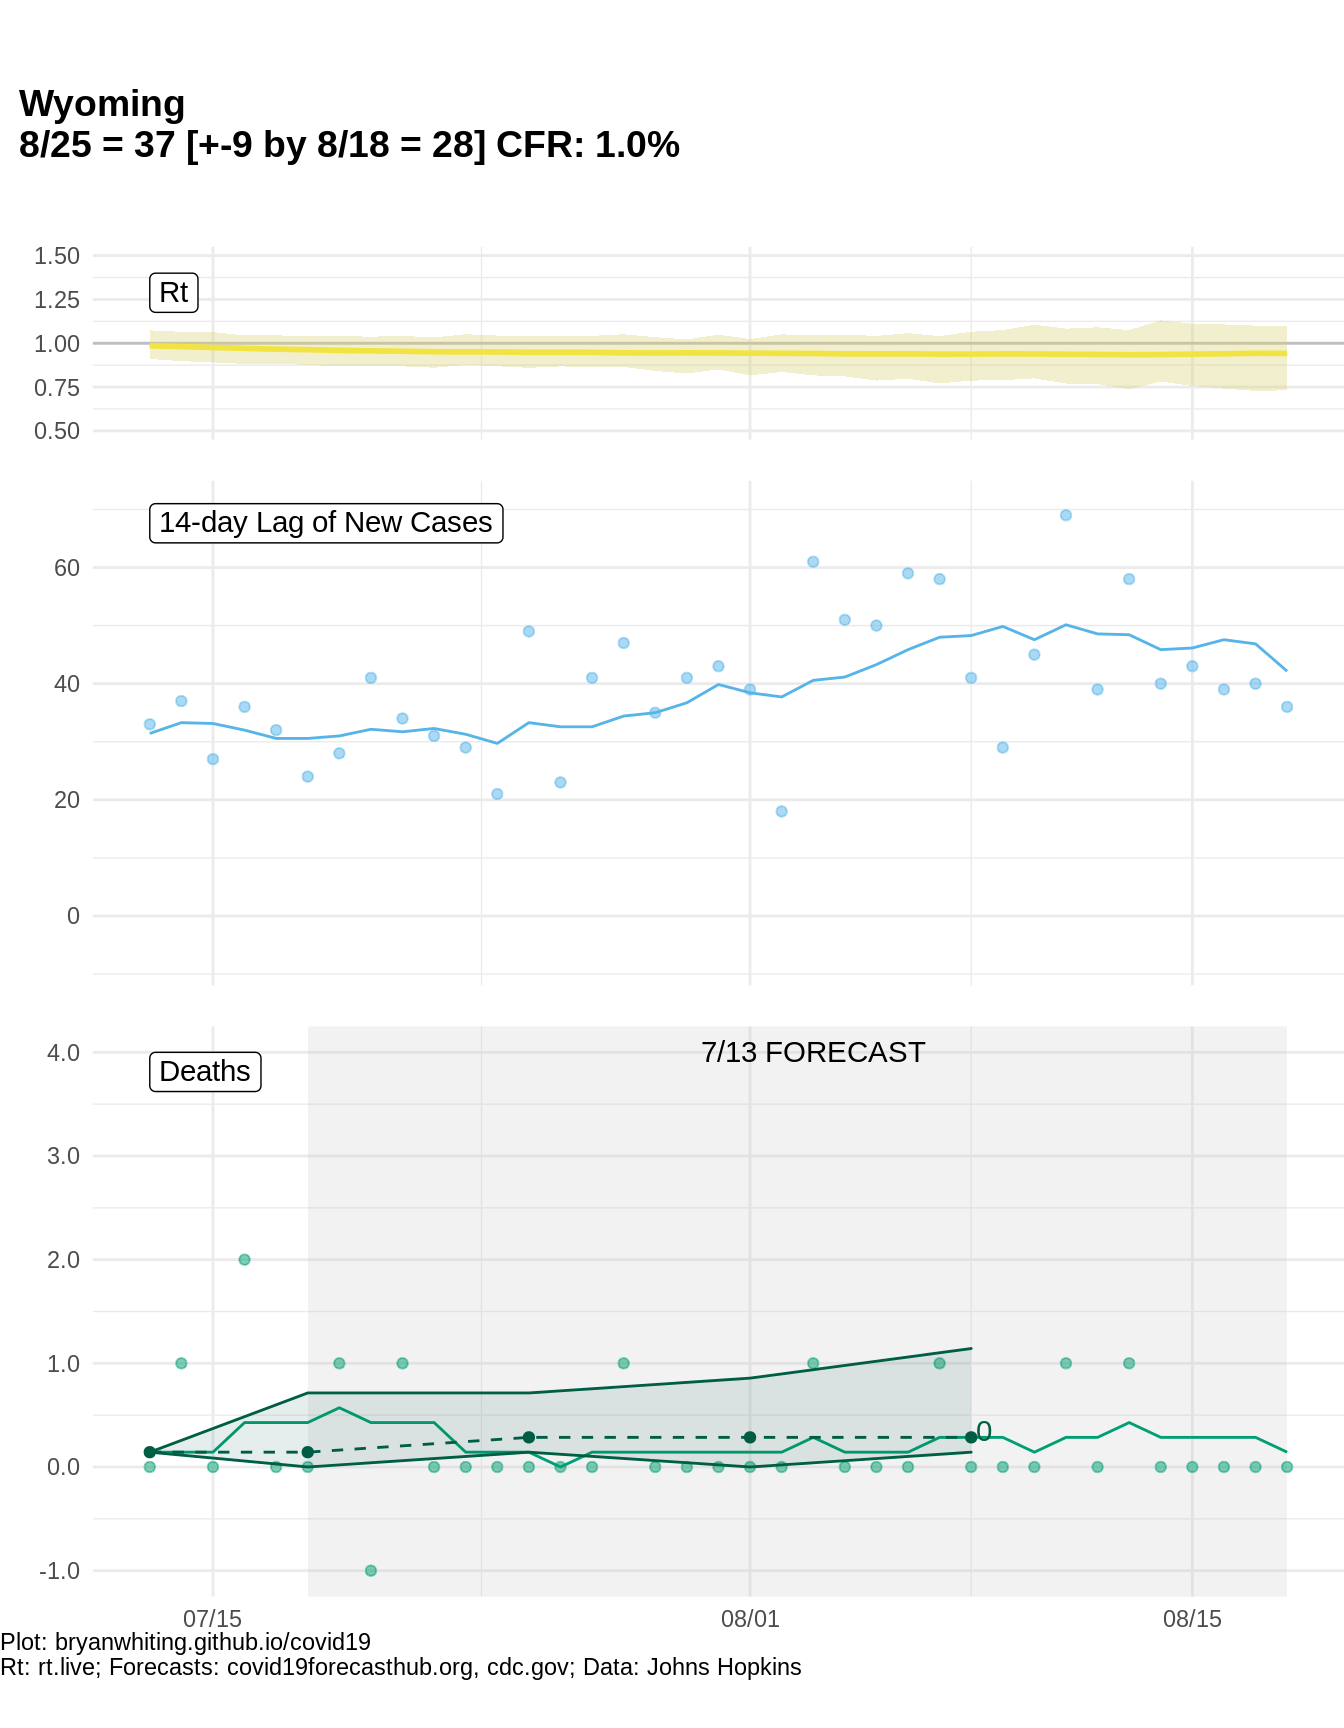 Wyoming
8/25 = 37 [+-9 by 8/18 = 28] CFR: 1.0%
1.50
Rt
1.25
1.00
0.75
0.50
14-day Lag of New Cases
60
40
20
0
7/13 FORECAST
4.0
Deaths
3.0
2.0
1.0
0
0.0
-1.0
07/15 08/01 08/15
Plot: bryanwhiting.github.io/covid19
Rt: rt.live; Forecasts: covid19forecasthub.org, cdc.gov; Data: Johns Hopkins